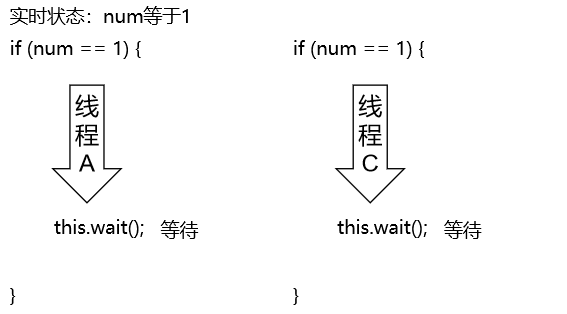 实时状态：num等于1
if (num == 1) {
线程A
this.wait(); 等待
}
if (num == 1) {
线程C
this.wait(); 等待
}